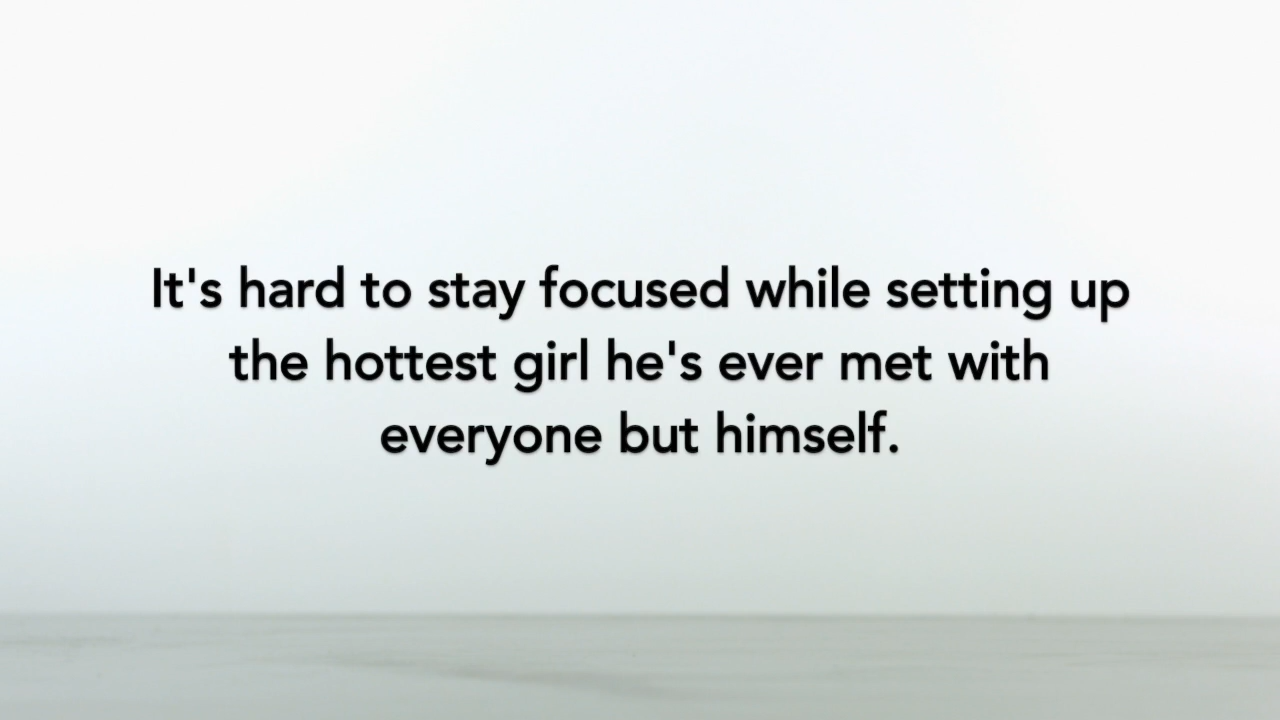 It's hard to stay focused while setting up
the hottest girl he's ever met with
everyone but himself.